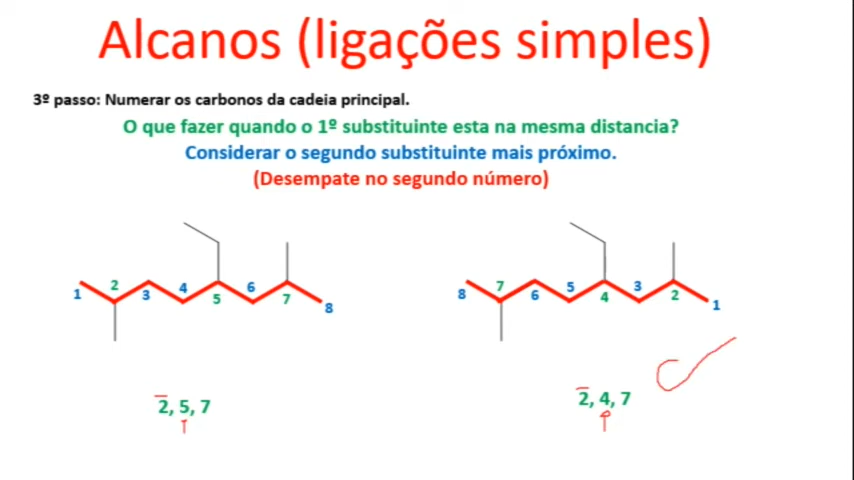 Alcanos (ligações simples)
3º passo: Numerar os carbonos da cadeia principal.
O que fazer quando o 1º substituinte esta na mesma distancia?
Considerar o segundo substituinte mais próximo.
(Desempate no segundo número)
1 2 3 4 5 6 7 8
8 7 6 5 4 3 2 1
2, 5, 7
2, 4, 7